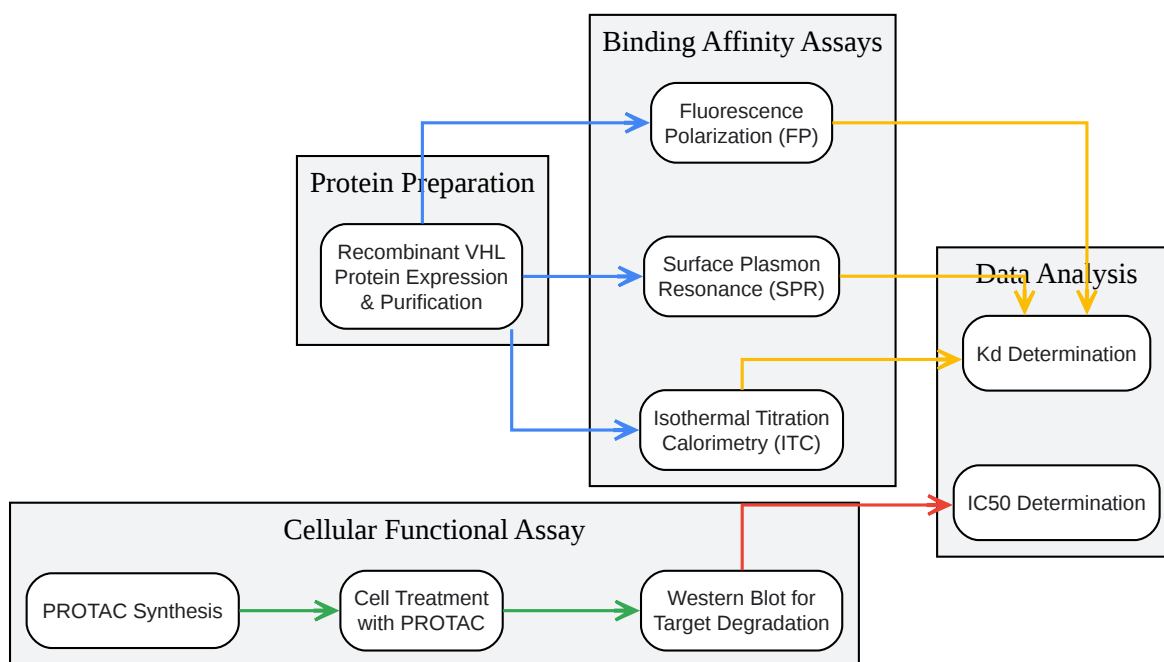 Binding Affinity Assays
Fluorescence
Polarization (FP)
Protein Preparation
Recombinant VHL
Protein Expression
& Purification
Surface Plasmon
Resonance (SPR)
Isothermal Titration
Calorimetry (ITC)
Data Analysis
Kd Determination
IC50 Determination
Cellular Functional Assay
PROTAC Synthesis
Cell Treatment
with PROTAC
Western Blot for
Target Degradation